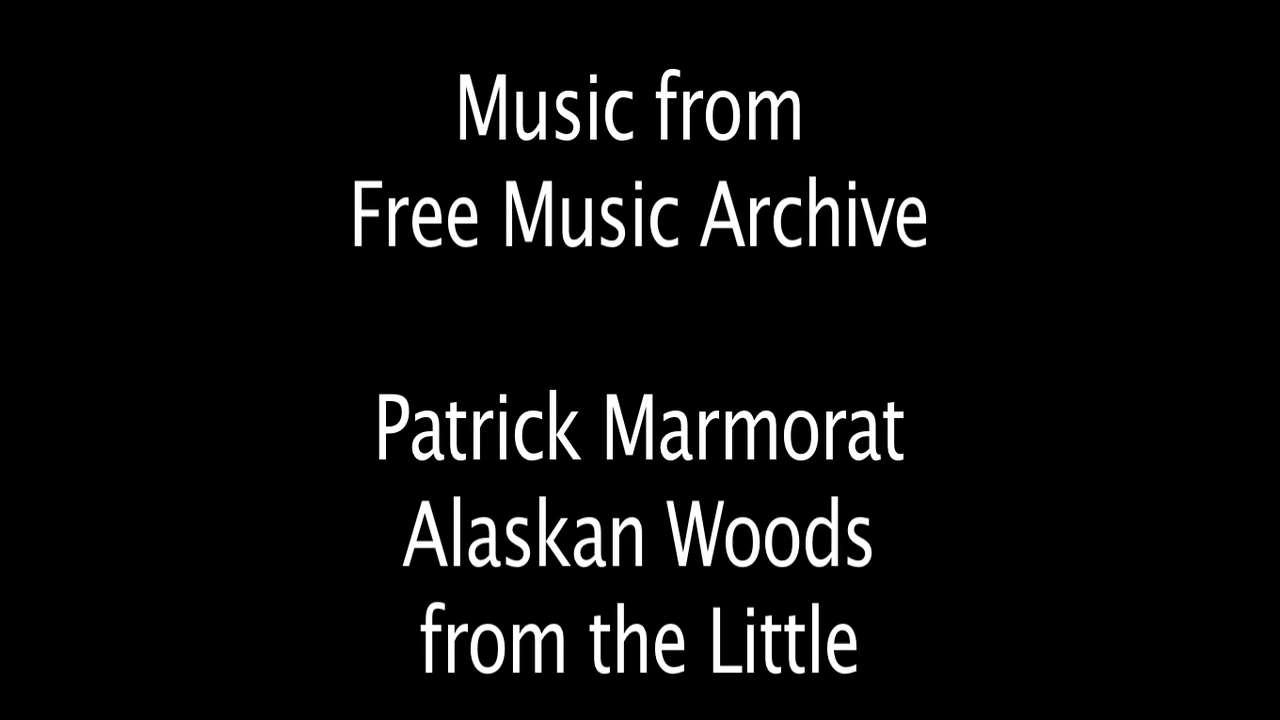 Music from
Free Music Archive
Patrick Marmorat
Alaskan Woods
from the Little